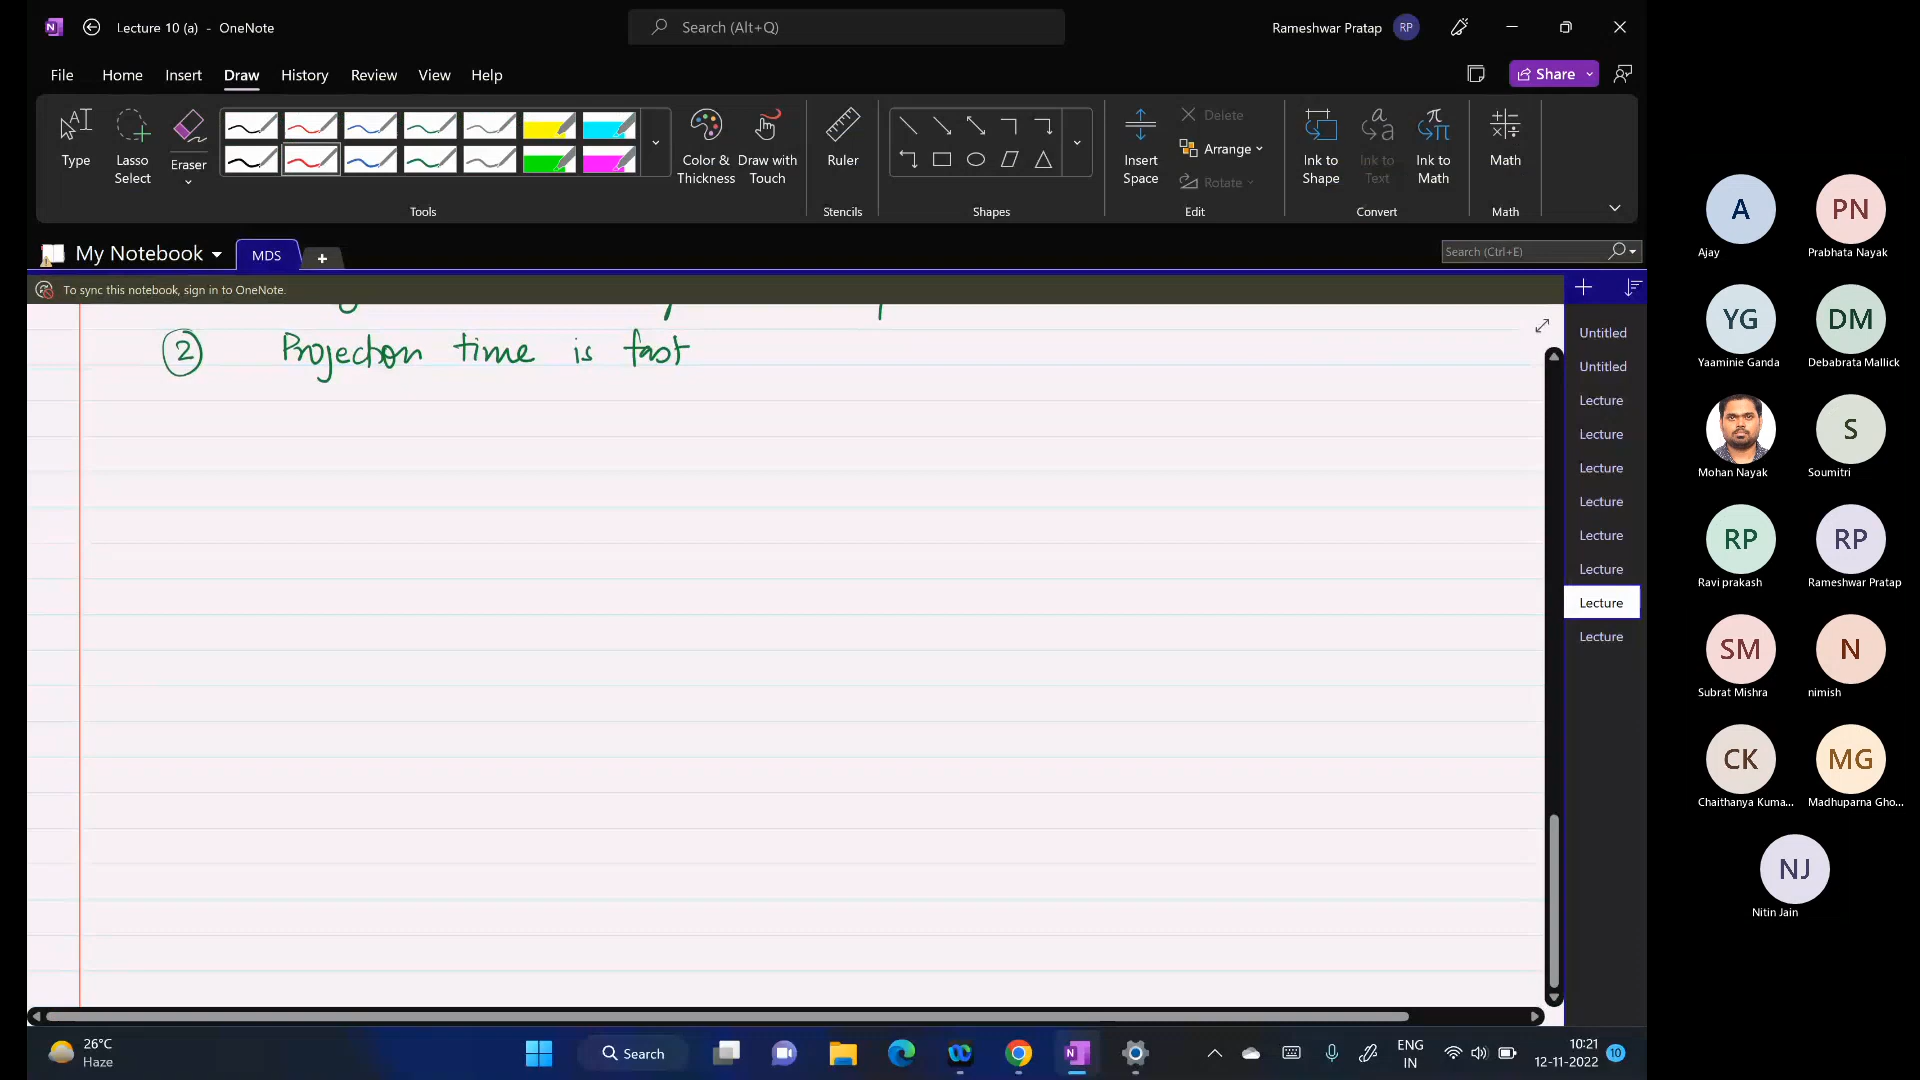 Lecture 10 (a) - OneNote
Search (Alt+Q)
Rameshwar Pratap RP
File Home Insert Draw History Review View Help
Share
Type
Lasso Select
Eraser
Color & Thickness
Draw with Touch
Ruler
Insert Space
Delete
Arrange
Rotate
Ink to Shape
Ink to Text
Ink to Math
Math
Tools Stencils Shapes Edit Convert Math
My Notebook MDS
Search (Ctrl+E)
To sync this notebook, sign in to OneNote.
② Projection time is fast
Untitled
Untitled
Lecture
Lecture
Lecture
Lecture
Lecture
Lecture
Lecture
Lecture
A PN
Ajay Prabhata Nayak
YG DM
Yaaminie Ganda Debabrata Mallick
S
Mohan Nayak Soumitri
RP RP
Ravi prakash Rameshwar Pratap
SM N
Subrat Mishra nimish
CK MG
Chaithanya Kuma... Madhuparna Gho...
NJ
Nitin Jain
26°C
Haze
Search
ENG
IN
10:21
12-11-2022
10